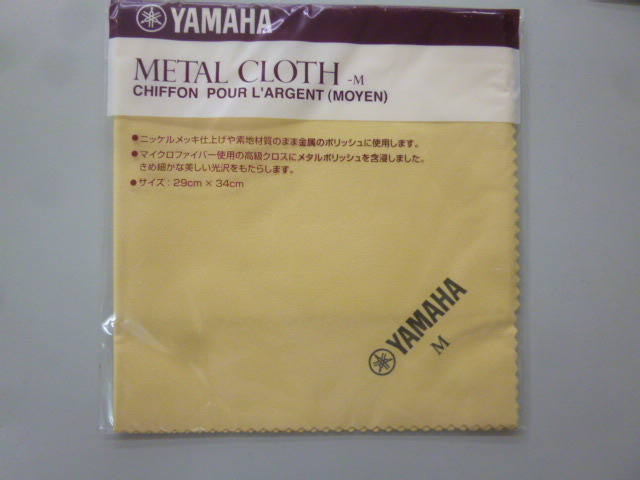 YAMAHA
METAL CLOTH -M
CHIFFON POUR L'ARGENT (MOYEN)
●ニッケルメッキ仕上げや素地材質のまま金属のポリッシュに使用します。
●マイクロファイバー使用の高級クロスにメタルポリッシュを含浸しました。
きめ細かな美しい光沢をもたらします。
●サイズ：29cm×34cm
YAMAHA
M